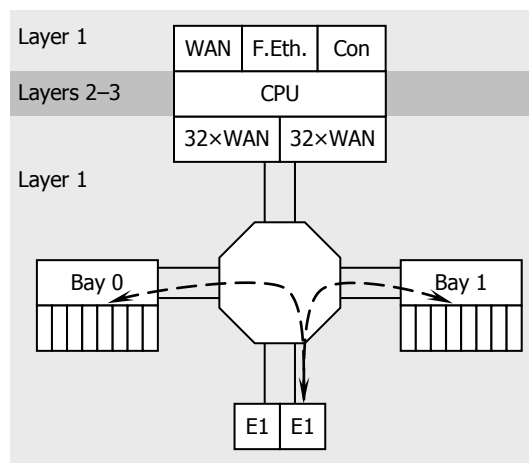 Layer 1
WAN F.Eth. Con
Layers 2–3
CPU
32×WAN 32×WAN
Layer 1
Bay 0
Bay 1
E1 E1